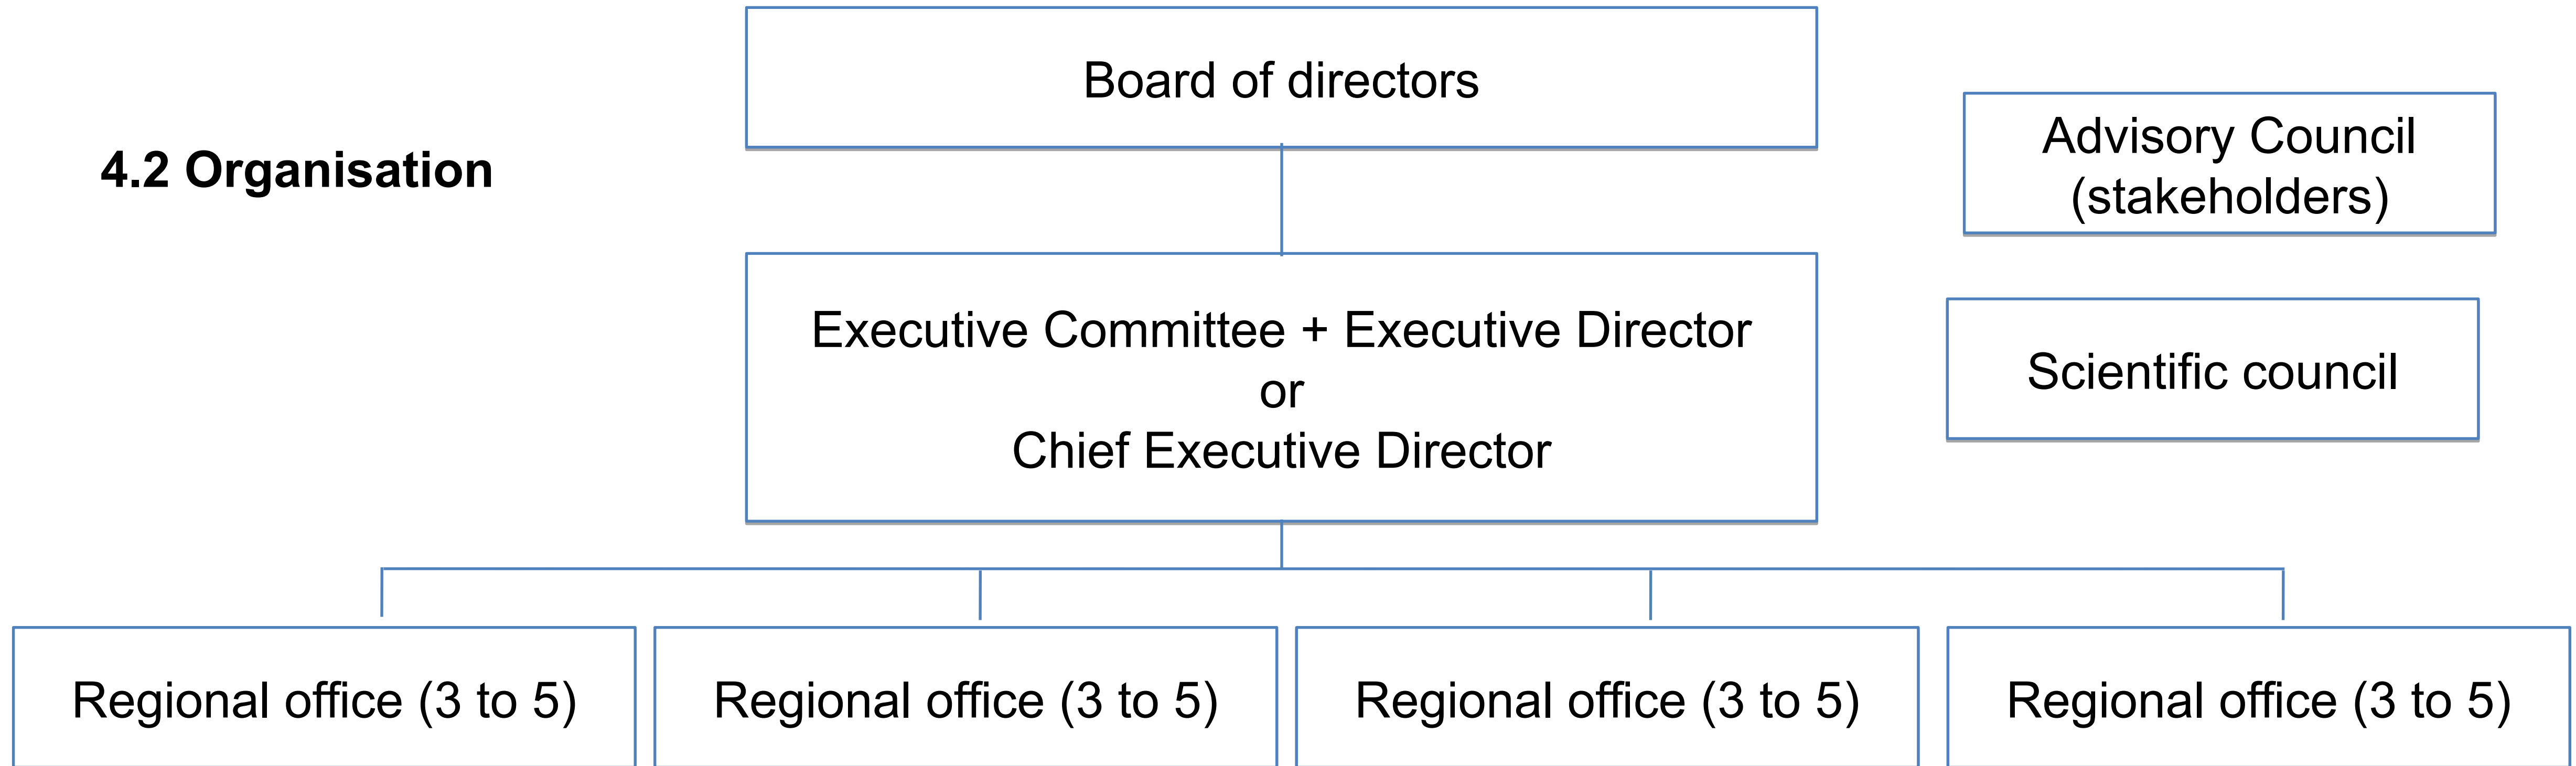 Board of directors
4.2 Organisation
Advisory Council
(stakeholders)
Executive Committee + Executive Director
or
Chief Executive Director
Scientific council
Regional office (3 to 5)
Regional office (3 to 5)
Regional office (3 to 5)
Regional office (3 to 5)